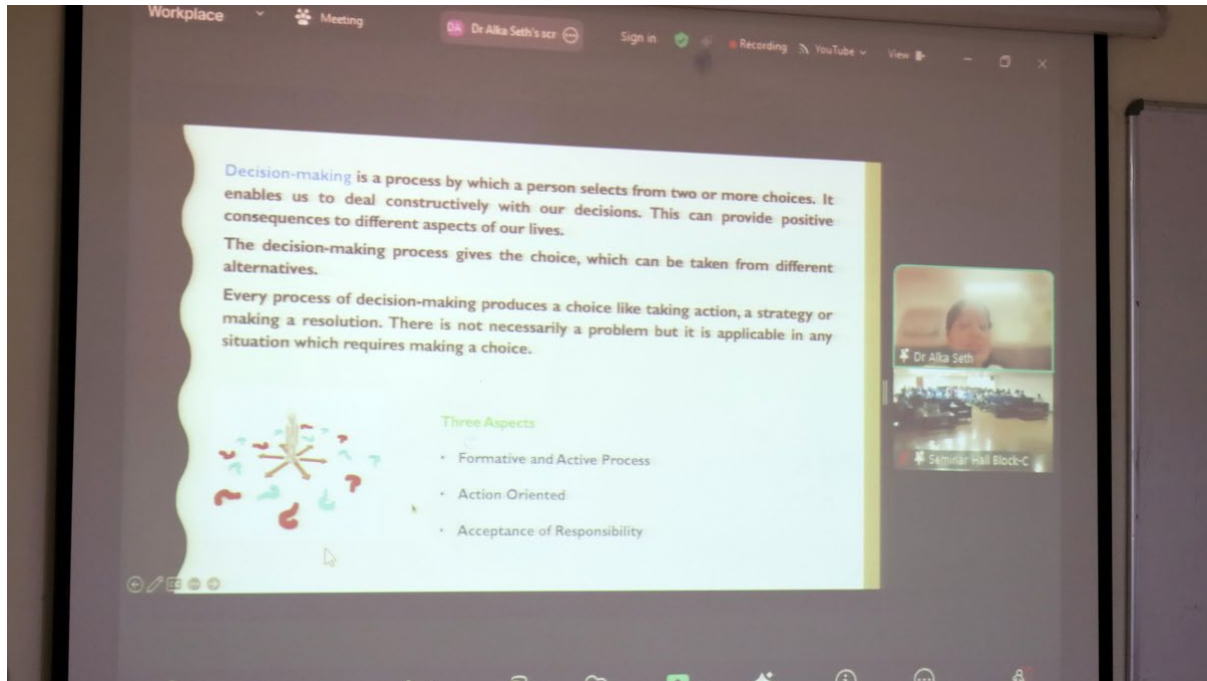 Workplace
Meeting
DA Dr Alka Seth's scr
Sign in
Recording
YouTube
View
Decision-making is a process by which a person selects from two or more choices. It
enables us to deal constructively with our decisions. This can provide positive
consequences to different aspects of our lives.
The decision-making process gives the choice, which can be taken from different
alternatives.
Every process of decision-making produces a choice like taking action, a strategy or
making a resolution. There is not necessarily a problem but it is applicable in any
situation which requires making a choice.
Three Aspects
• Formative and Active Process
• Action Oriented
• Acceptance of Responsibility
Dr Alka Seth
Seminar Hall Block-C